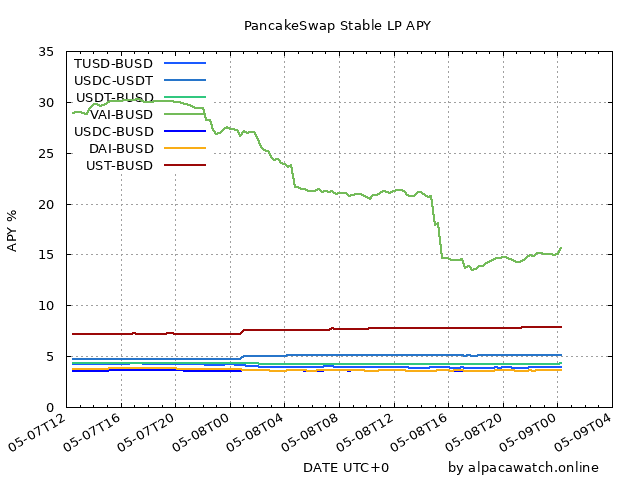 PancakeSwap Stable LP APY
35
30
25
20
15
10
5
0
APY %
TUSD-BUSD
USDC-USDT
USDT-BUSD
VAI-BUSD
USDC-BUSD
DAI-BUSD
UST-BUSD
05-07T12
05-07T16
05-07T20
05-08T00
05-08T04
05-08T08
05-08T12
05-08T16
05-08T20
05-09T00
05-09T04
DATE UTC+0
by alpacawatch.online